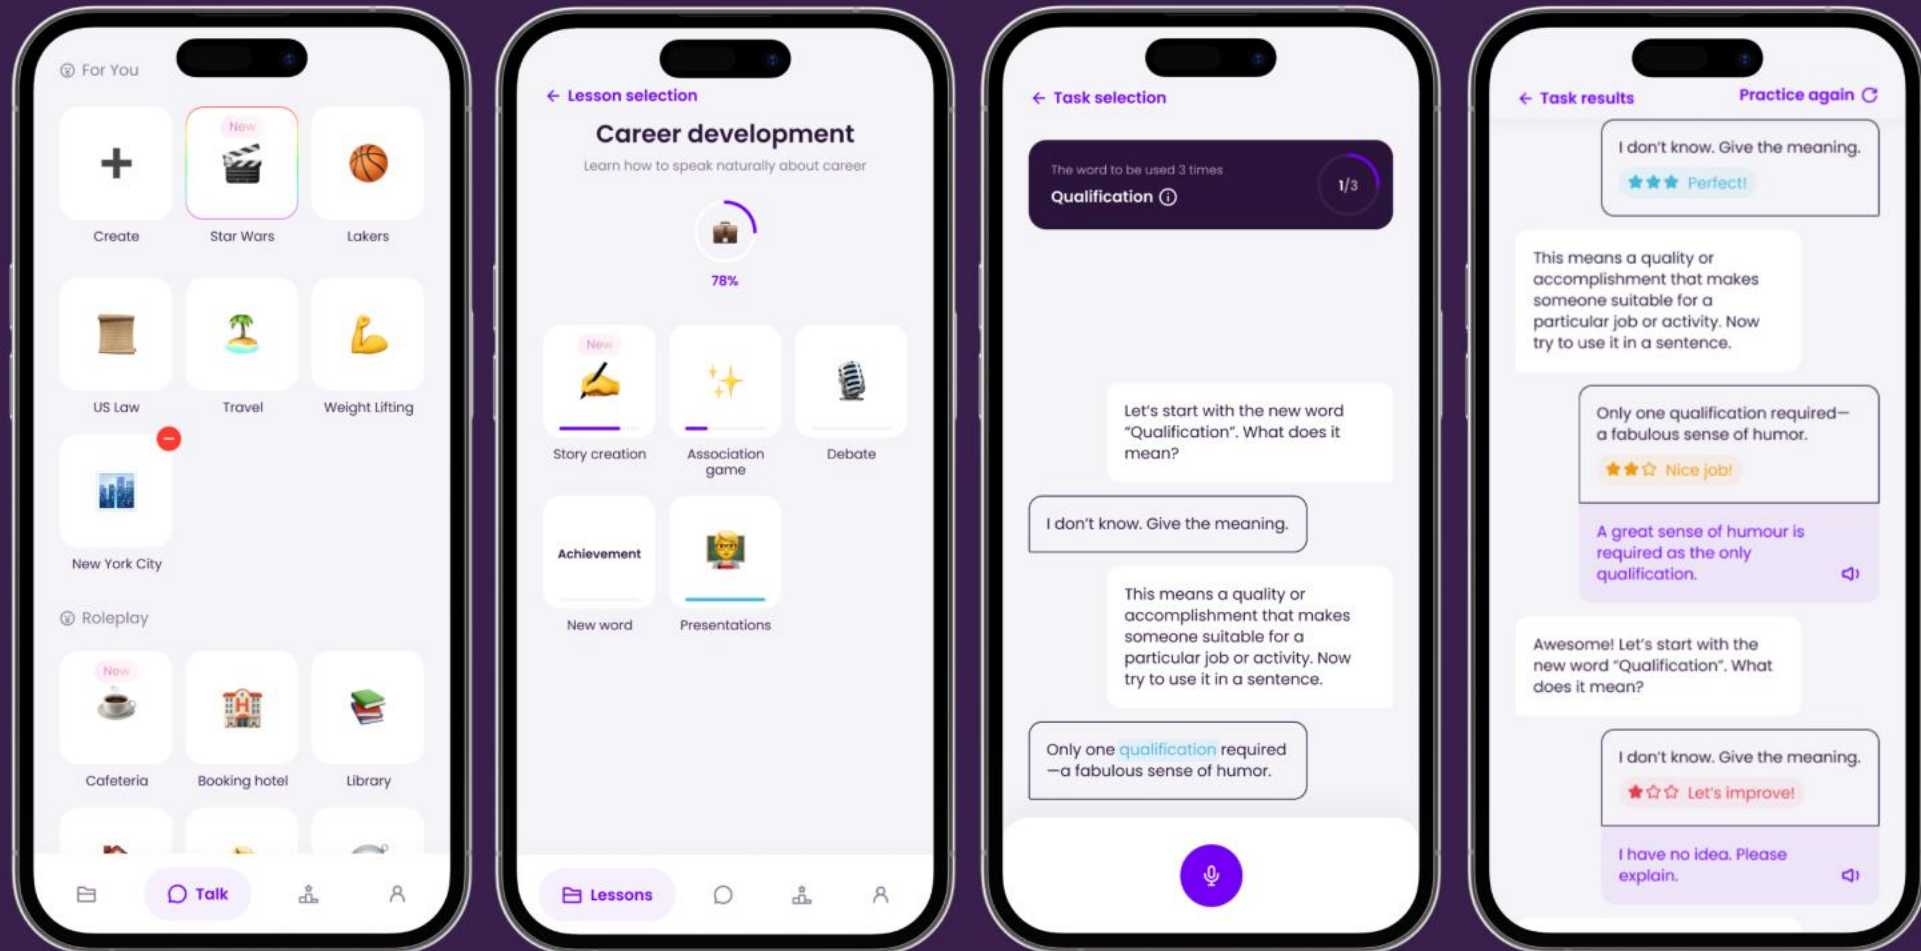 For You
New
Create
Star Wars
Lakers
US Law
Travel
Weight Lifting
New York City
Roleplay
New
Cafeteria
Booking hotel
Library
Talk
← Lesson selection
Career development
Learn how to speak naturally about career
78%
New
Story creation
Association
game
Debate
Achievement
New word
Presentations
Lessons
← Task selection
The word to be used 3 times
Qualification
1/3
Let's start with the new word
"Qualification". What does it
mean?
I don't know. Give the meaning.
This means a quality or
accomplishment that makes
someone suitable for a
particular job or activity. Now
try to use it in a sentence.
Only one qualification required
—a fabulous sense of humor.
← Task results
Practice again
I don't know. Give the meaning.
Perfect!
This means a quality or
accomplishment that makes
someone suitable for a
particular job or activity. Now
try to use it in a sentence.
Only one qualification required—
a fabulous sense of humor.
Nice job!
A great sense of humour is
required as the only
qualification.
Awesome! Let's start with the
new word "Qualification". What
does it mean?
I don't know. Give the meaning.
Let's improve!
I have no idea. Please
explain.